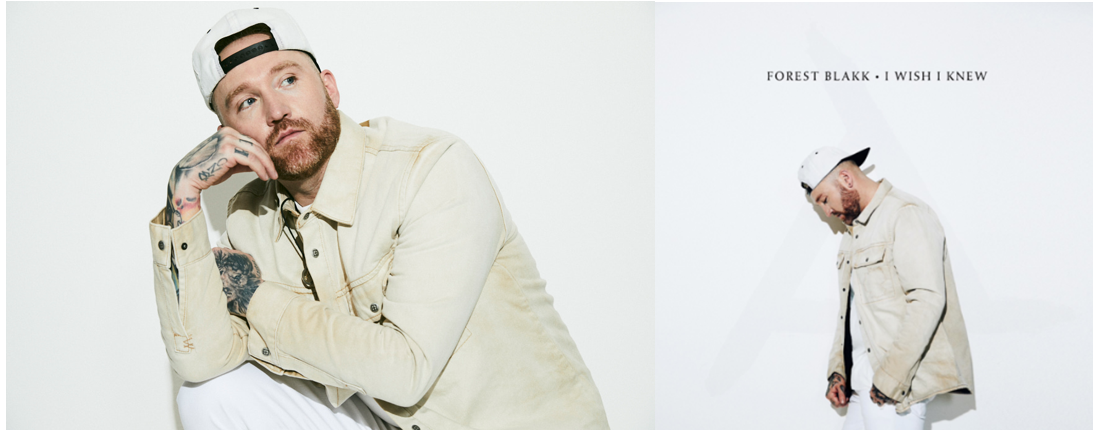 FOREST BLAKK • I WISH I KNEW